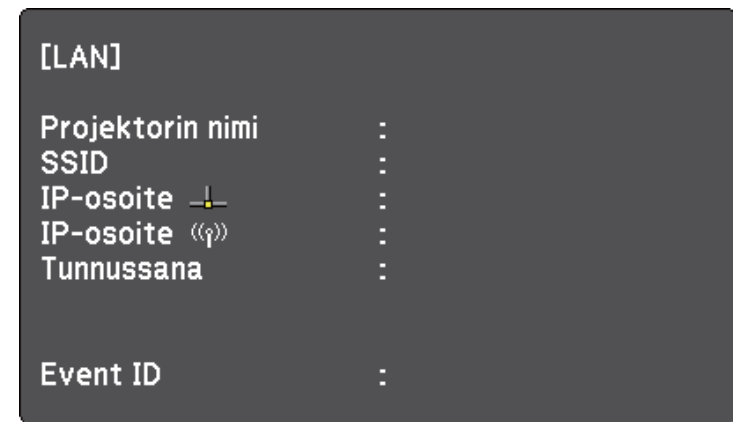 [LAN]
Projektorin nimi :
SSID :
IP-osoite :
IP-osoite :
Tunnussana :
Event ID :